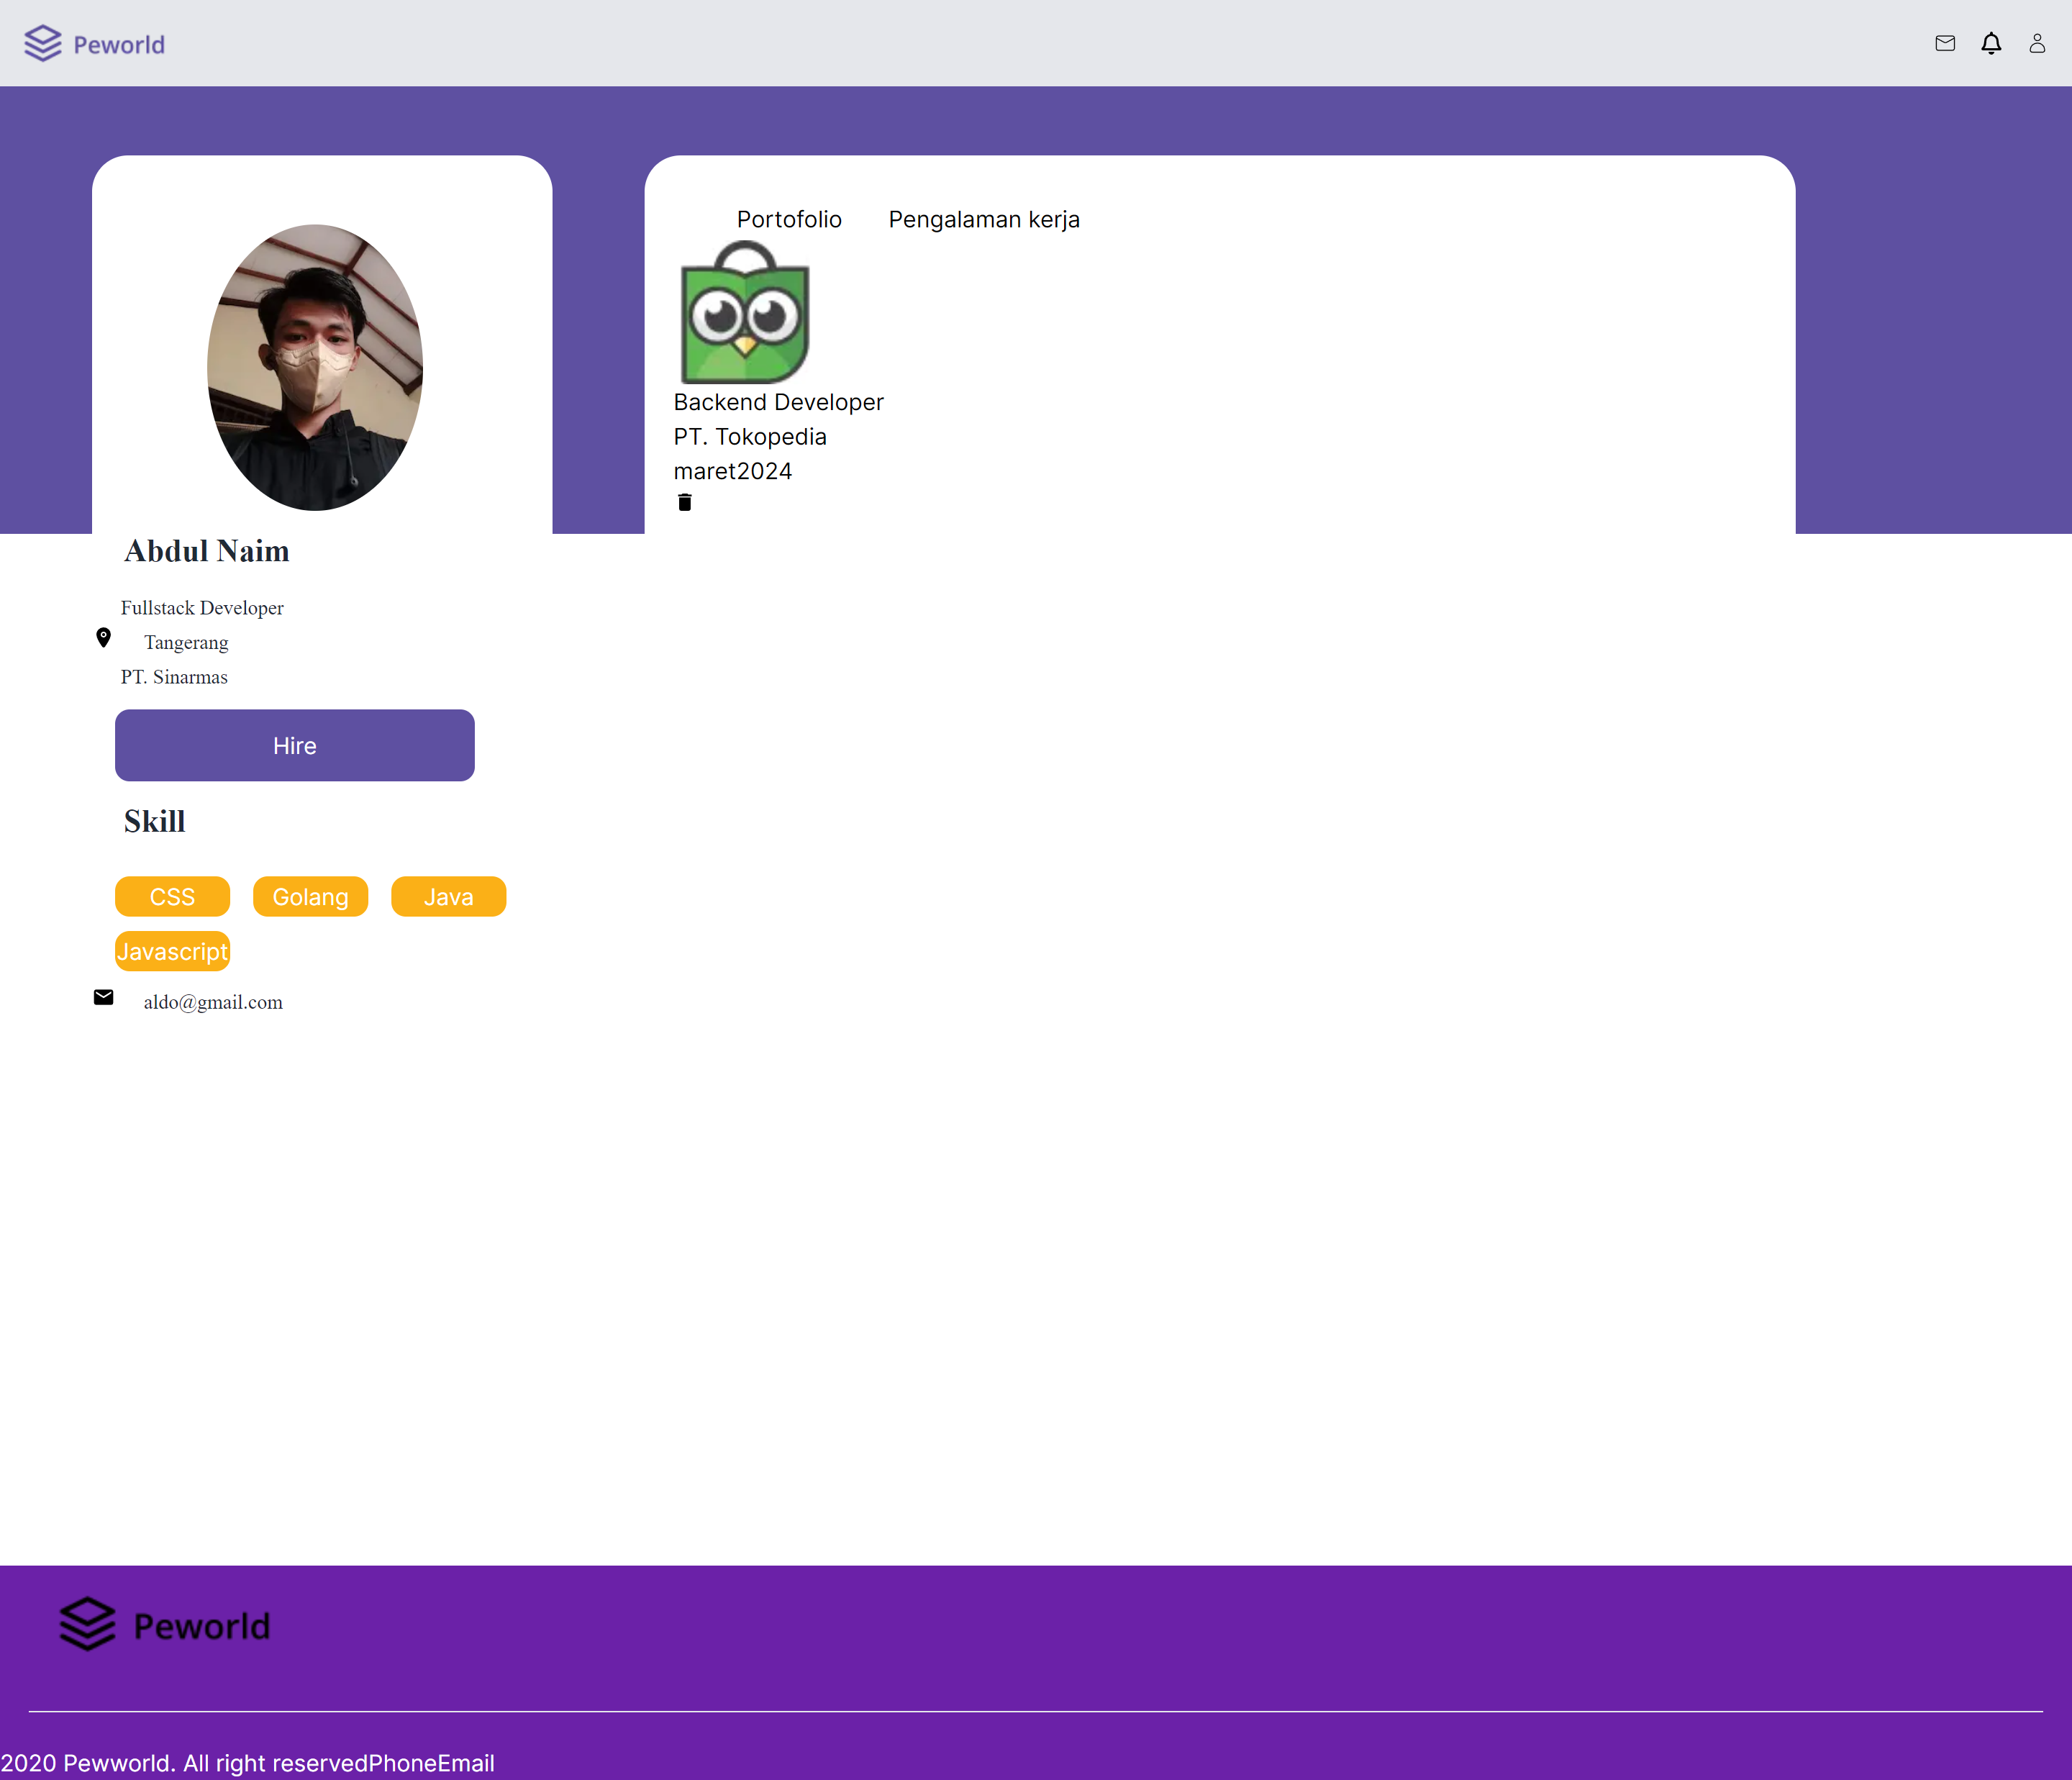 Peworld
Portofolio
Pengalaman kerja
Backend Developer
PT. Tokopedia
maret2024
Abdul Naim
Fullstack Developer
Tangerang
PT. Sinarmas
Hire
Skill
CSS
Golang
Java
Javascript
aldo@gmail.com
Peworld
2020 Pewworld. All right reservedPhoneEmail